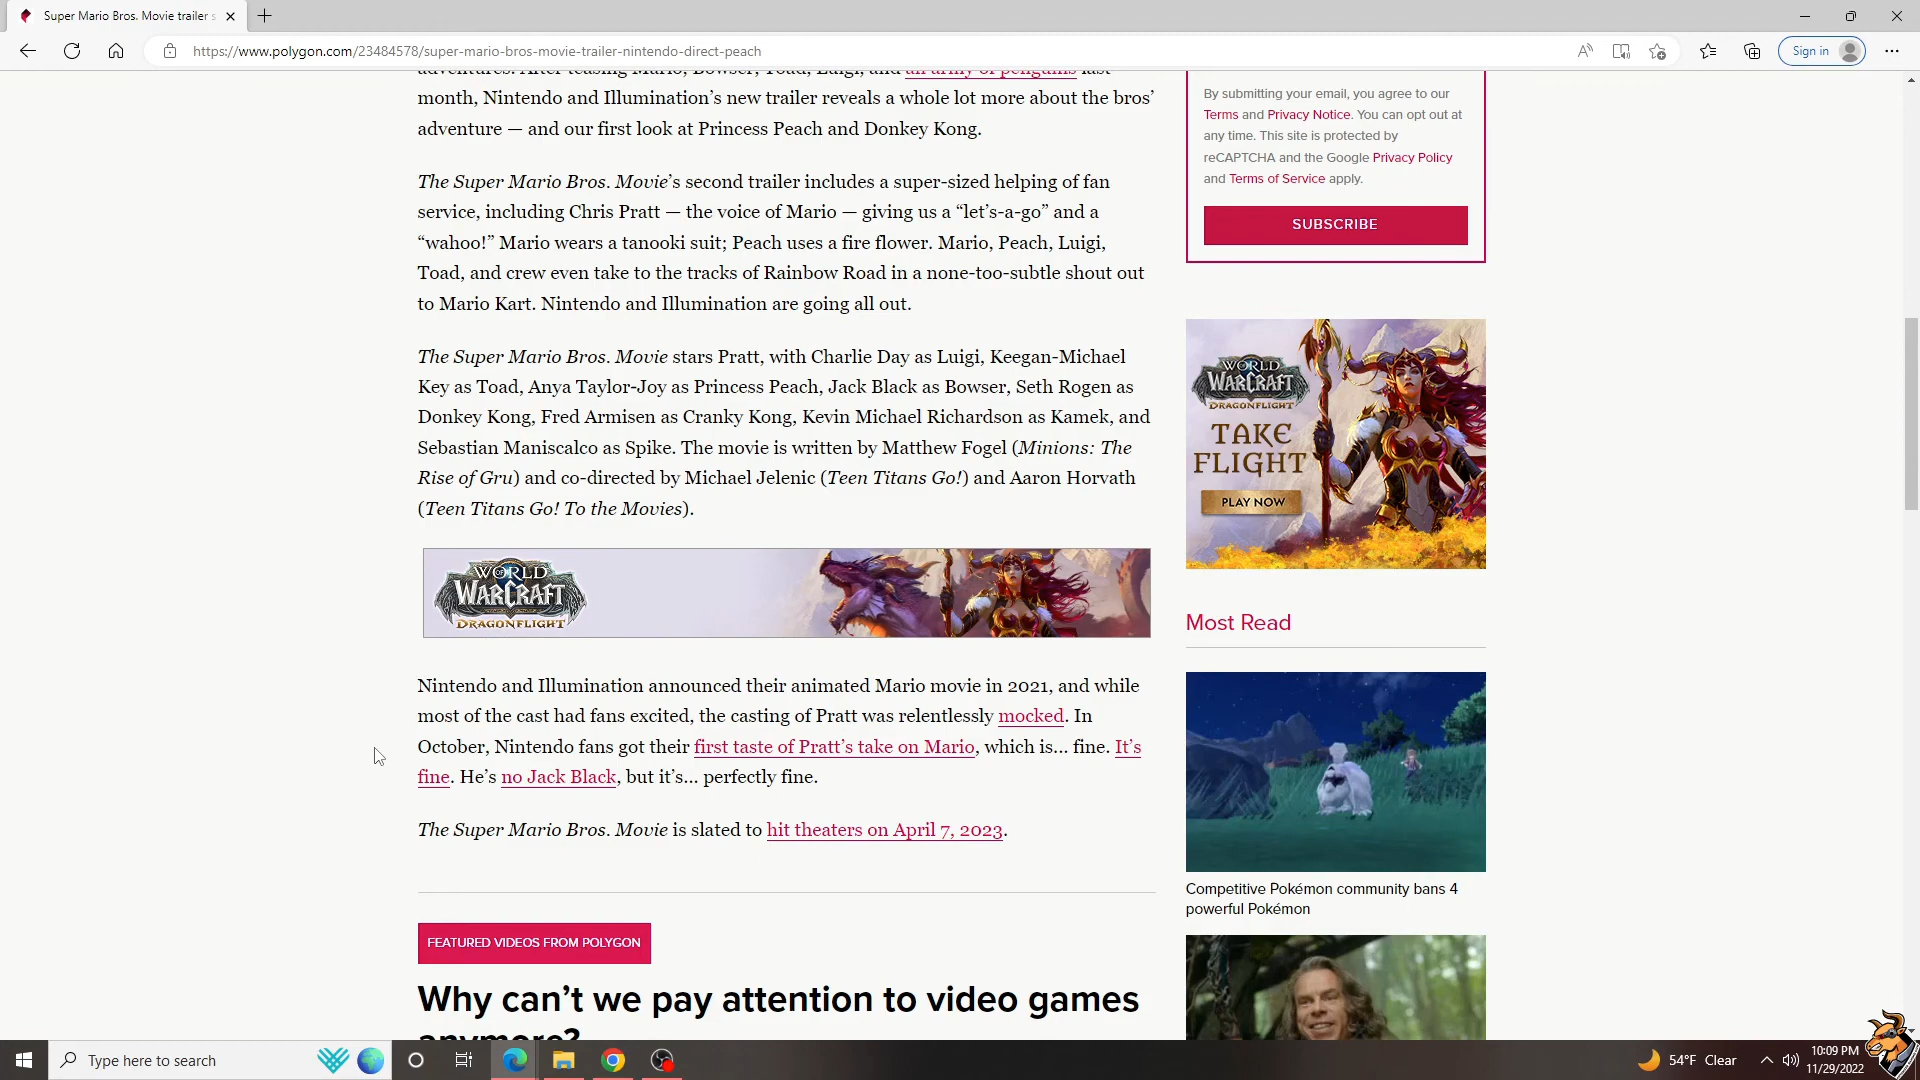 Super Mario Bros. Movie trailer s
https://www.polygon.com/23484578/super-mario-bros-movie-trailer-nintendo-direct-peach
Sign in
adventures. After teasing Mario, Bowser, Toad, Luigi, and an army of penguins last
month, Nintendo and Illumination’s new trailer reveals a whole lot more about the bros’
adventure — and our first look at Princess Peach and Donkey Kong.
The Super Mario Bros. Movie’s second trailer includes a super-sized helping of fan
service, including Chris Pratt — the voice of Mario — giving us a “let’s-a-go” and a
“wahoo!” Mario wears a tanooki suit; Peach uses a fire flower. Mario, Peach, Luigi,
Toad, and crew even take to the tracks of Rainbow Road in a none-too-subtle shout out
to Mario Kart. Nintendo and Illumination are going all out.
The Super Mario Bros. Movie stars Pratt, with Charlie Day as Luigi, Keegan-Michael
Key as Toad, Anya Taylor-Joy as Princess Peach, Jack Black as Bowser, Seth Rogen as
Donkey Kong, Fred Armisen as Cranky Kong, Kevin Michael Richardson as Kamek, and
Sebastian Maniscalco as Spike. The movie is written by Matthew Fogel (Minions: The
Rise of Gru) and co-directed by Michael Jelenic (Teen Titans Go!) and Aaron Horvath
(Teen Titans Go! To the Movies).
WORLD
OF
WARCRAFT
DRAGONFLIGHT
Nintendo and Illumination announced their animated Mario movie in 2021, and while
most of the cast had fans excited, the casting of Pratt was relentlessly mocked. In
October, Nintendo fans got their first taste of Pratt’s take on Mario, which is… fine. It’s
fine. He’s no Jack Black, but it’s… perfectly fine.
The Super Mario Bros. Movie is slated to hit theaters on April 7, 2023.
FEATURED VIDEOS FROM POLYGON
Why can’t we pay attention to video games
anymore?
By submitting your email, you agree to our
Terms and Privacy Notice. You can opt out at
any time. This site is protected by
reCAPTCHA and the Google Privacy Policy
and Terms of Service apply.
SUBSCRIBE
WORLD
OF
WARCRAFT
DRAGONFLIGHT
TAKE
FLIGHT
PLAY NOW
Most Read
Competitive Pokémon community bans 4
powerful Pokémon
Type here to search
54°F Clear
10:09 PM
11/29/2022